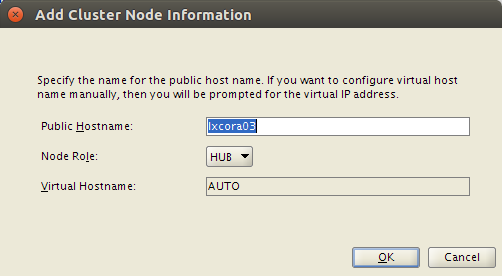 Add Cluster Node Information
Specify the name for the public host name. If you want to configure virtual host
name manually, then you will be prompted for the virtual IP address.
Public Hostname: lxcora03
Node Role: HUB
Virtual Hostname: AUTO
OK Cancel